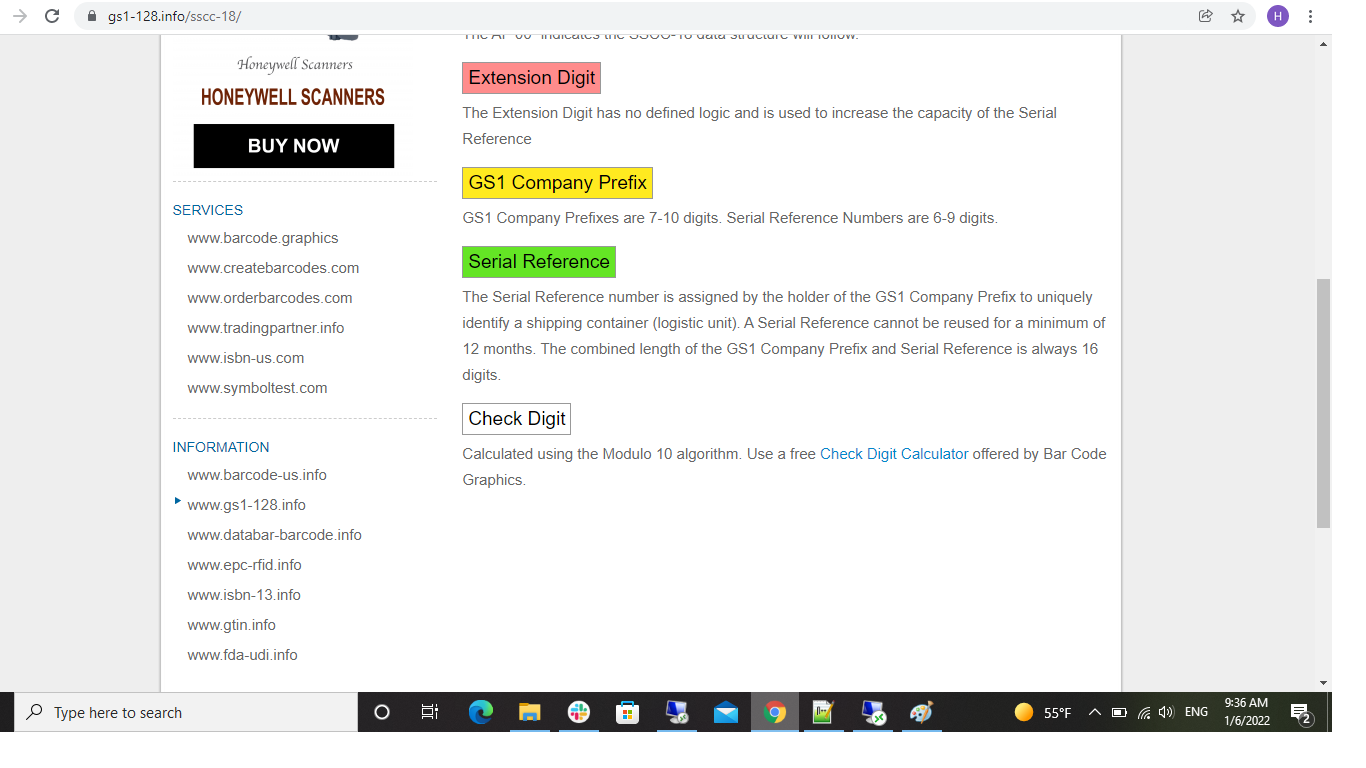 gs1-128.info/sscc-18/
H
Honeywell Scanners
HONEYWELL SCANNERS
BUY NOW
SERVICES
www.barcode.graphics
www.createbarcodes.com
www.orderbarcodes.com
www.tradingpartner.info
www.isbn-us.com
www.symboltest.com
INFORMATION
www.barcode-us.info
www.gs1-128.info
www.databar-barcode.info
www.epc-rfid.info
www.isbn-13.info
www.gtin.info
www.fda-udi.info
indicates the SSCC-18 data structure will follow.
Extension Digit
The Extension Digit has no defined logic and is used to increase the capacity of the Serial
Reference
GS1 Company Prefix
GS1 Company Prefixes are 7-10 digits. Serial Reference Numbers are 6-9 digits.
Serial Reference
The Serial Reference number is assigned by the holder of the GS1 Company Prefix to uniquely
identify a shipping container (logistic unit). A Serial Reference cannot be reused for a minimum of
12 months. The combined length of the GS1 Company Prefix and Serial Reference is always 16
digits.
Check Digit
Calculated using the Modulo 10 algorithm. Use a free Check Digit Calculator offered by Bar Code
Graphics.
Type here to search
55°F
ENG
9:36 AM
1/6/2022
2